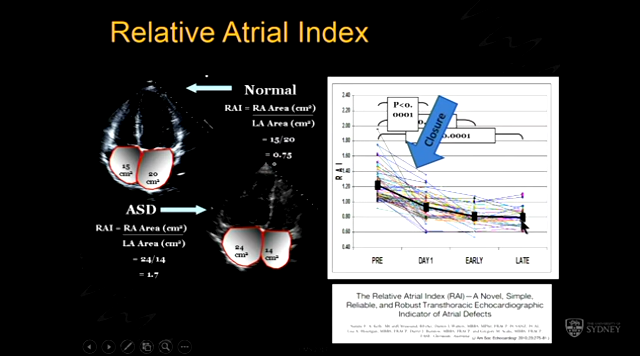 Relative Atrial Index
Normal
RAI = RA Area (cm²)
LA Area (cm²)
= 15/20
= 0.75
15
cm²
20
cm²
ASD
RAI = RA Area (cm²)
LA Area (cm²)
= 24/14
= 1.7
24
cm²
14
cm²
P<0.
0001
.0001
Closure
RAI
2.40
2.20
2.00
1.80
1.60
1.40
1.20
1.00
0.80
0.60
0.40
PRE
DAY1
EARLY
LATE
The Relative Atrial Index (RAI)—A Novel, Simple,
Reliable, and Robust Transthoracic Echocardiographic
Indicator of Atrial Defects
SYDNEY